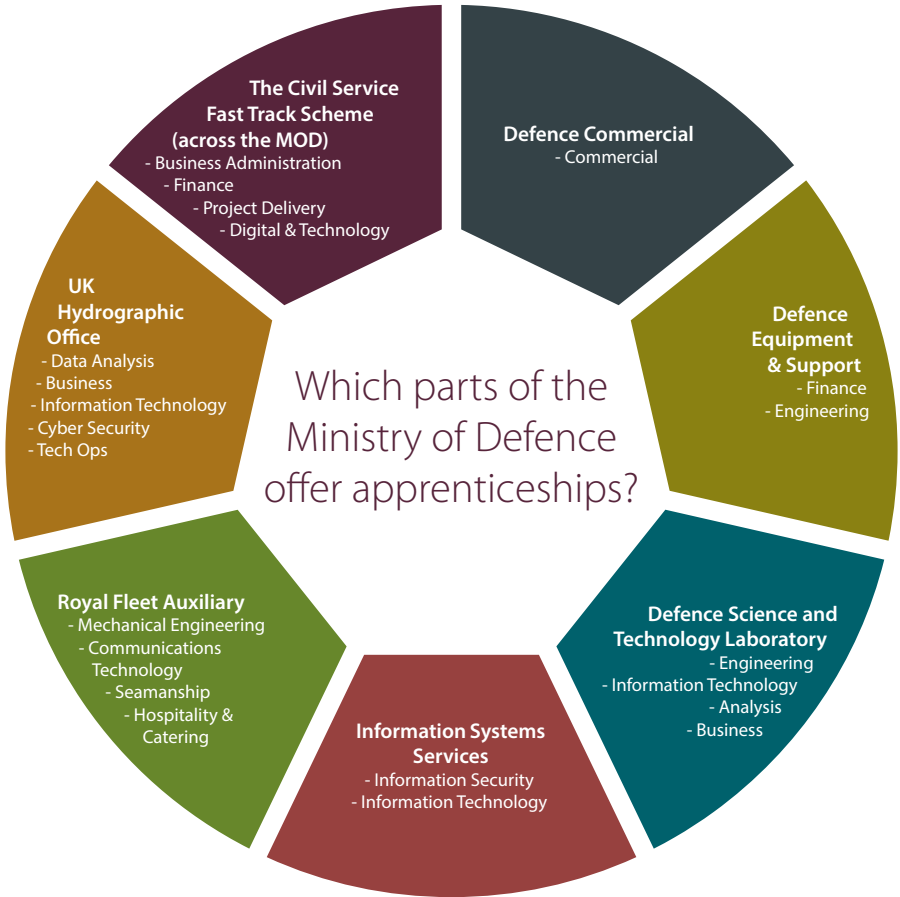 Which parts of the
Ministry of Defence
offer apprenticeships?
The Civil Service
Fast Track Scheme
(across the MOD)
- Business Administration
- Finance
- Project Delivery
- Digital & Technology
Defence Commercial
- Commercial
Defence
Equipment
& Support
- Finance
- Engineering
Defence Science and
Technology Laboratory
- Engineering
- Information Technology
- Analysis
- Business
Information Systems
Services
- Information Security
- Information Technology
Royal Fleet Auxiliary
- Mechanical Engineering
- Communications
Technology
- Seamanship
- Hospitality &
Catering
UK
Hydrographic
Office
- Data Analysis
- Business
- Information Technology
- Cyber Security
- Tech Ops